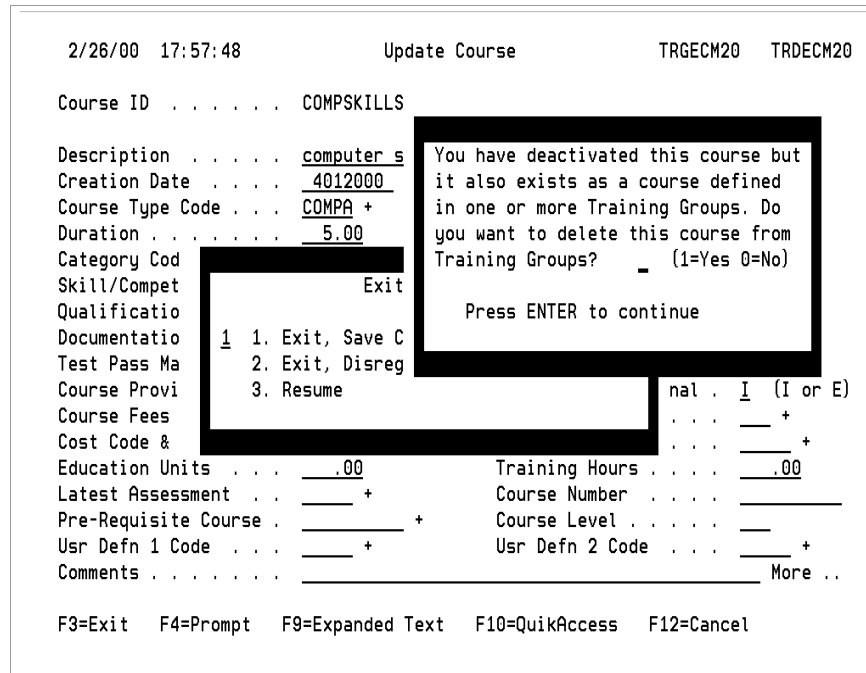 2/26/00 17:57:48 Update Course TRGECM20 TRDECM20
Course ID . . . . . . COMPSKILLS
Description . . . . . computer s
Creation Date . . . . 4012000
Course Type Code . . . COMPA +
Duration . . . . . . . 5.00
Category Cod
Skill/Compet
Qualificatio
Documentatio
Test Pass Ma
Course Provi nal . I (I or E)
Course Fees . . . ___ +
Cost Code & . . . _____ +
Exit
1 1. Exit, Save C
2. Exit, Disreg
3. Resume
You have deactivated this course but
it also exists as a course defined
in one or more Training Groups. Do
you want to delete this course from
Training Groups? _ (1=Yes 0=No)
Press ENTER to continue
Education Units . . . .00 Training Hours . . . . .00
Latest Assessment . . _____ + Course Number . . . . __________
Pre-Requisite Course . __________ + Course Level . . . . . ___
Usr Defn 1 Code . . . _____ + Usr Defn 2 Code . . . _____ +
Comments . . . . . . . ______________________________ More ..
F3=Exit F4=Prompt F9=Expanded Text F10=QuikAccess F12=Cancel